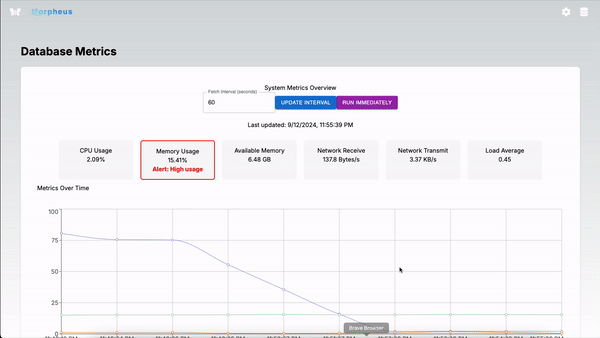 Morpheus
Database Metrics
System Metrics Overview
Fetch Interval (seconds)
60
UPDATE INTERVAL
RUN IMMEDIATELY
Last updated: 9/12/2024, 11:55:39 PM
CPU Usage
2.09%
Memory Usage
15.41%
Alert: High usage
Available Memory
6.48 GB
Network Receive
137.8 Bytes/s
Network Transmit
3.37 KB/s
Load Average
0.45
Metrics Over Time
100
75
50
25
0
Brave Browser